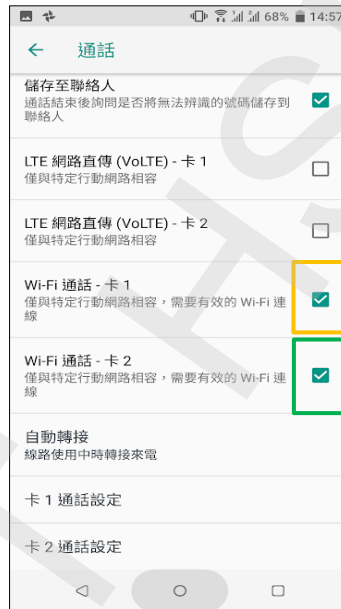 68% 14:57
通話
儲存至聯絡人
通話結束後詢問是否將無法辨識的號碼儲存到
聯絡人
LTE 網路直傳 (VoLTE) - 卡 1
僅與特定行動網路相容
LTE 網路直傳 (VoLTE) - 卡 2
僅與特定行動網路相容
Wi-Fi 通話 - 卡 1
僅與特定行動網路相容，需要有效的 Wi-Fi 連
線
Wi-Fi 通話 - 卡 2
僅與特定行動網路相容，需要有效的 Wi-Fi 連
線
自動轉接
線路使用中時轉接來電
卡 1 通話設定
卡 2 通話設定